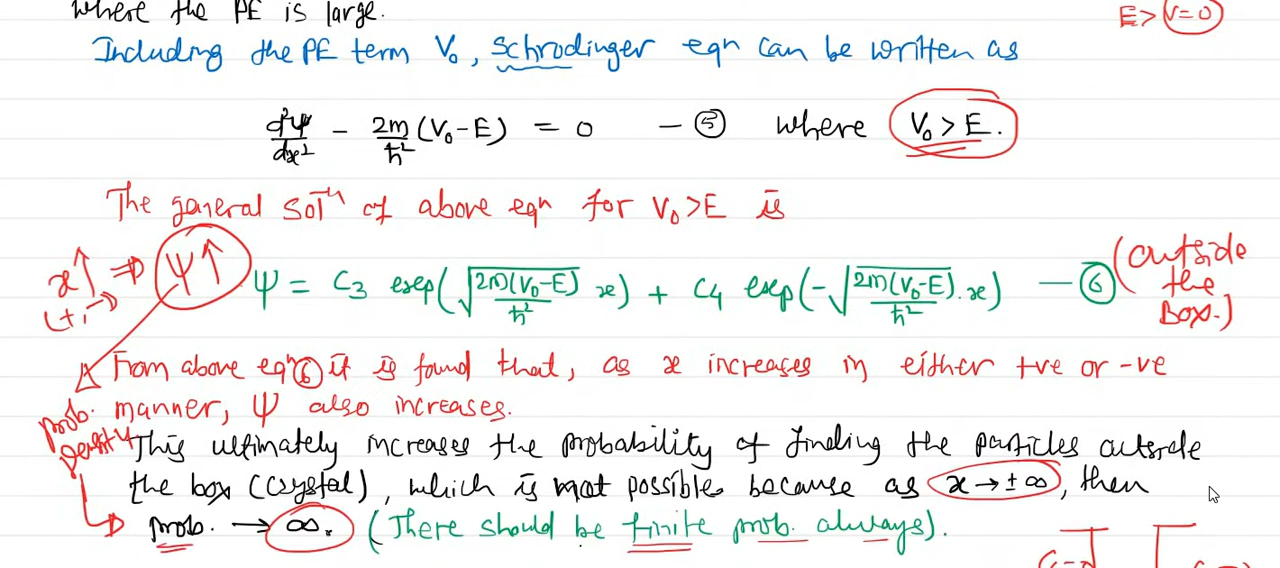 where the PE is large.
E > V=0
Including the PE term V₀, Schrodinger eqn can be written as
d²ψ/dx² - 2m/ħ² (V₀-E) = 0 - ⑤ where V₀ > E.
The general solⁿ of above eqn for V₀>E is
x↑ ⇒ ψ↑ ψ = C₃ exp(√(2m(V₀-E)/ħ²) x) + C₄ exp(-√(2m(V₀-E)/ħ²).x) - ⑥ (outside the Box.)
(+,-)
From above eqn ⑥ it is found that, as x increases in either +ve or -ve
manner, ψ also increases.
prob. density
This ultimately increases the probability of finding the particles outside
the box (crystal), which is not possible because as x → ± ∞, then
prob. → ∞. (There should be finite prob. always).